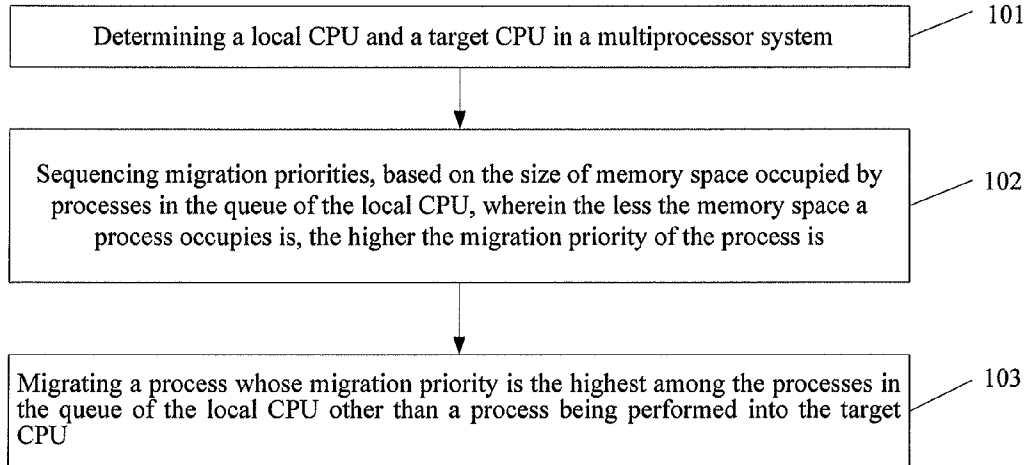 Determining a local CPU and a target CPU in a multiprocessor system
101
Sequencing migration priorities, based on the size of memory space occupied by
processes in the queue of the local CPU, wherein the less the memory space a
process occupies is, the higher the migration priority of the process is
102
Migrating a process whose migration priority is the highest among the processes in
the queue of the local CPU other than a process being performed into the target
CPU
103